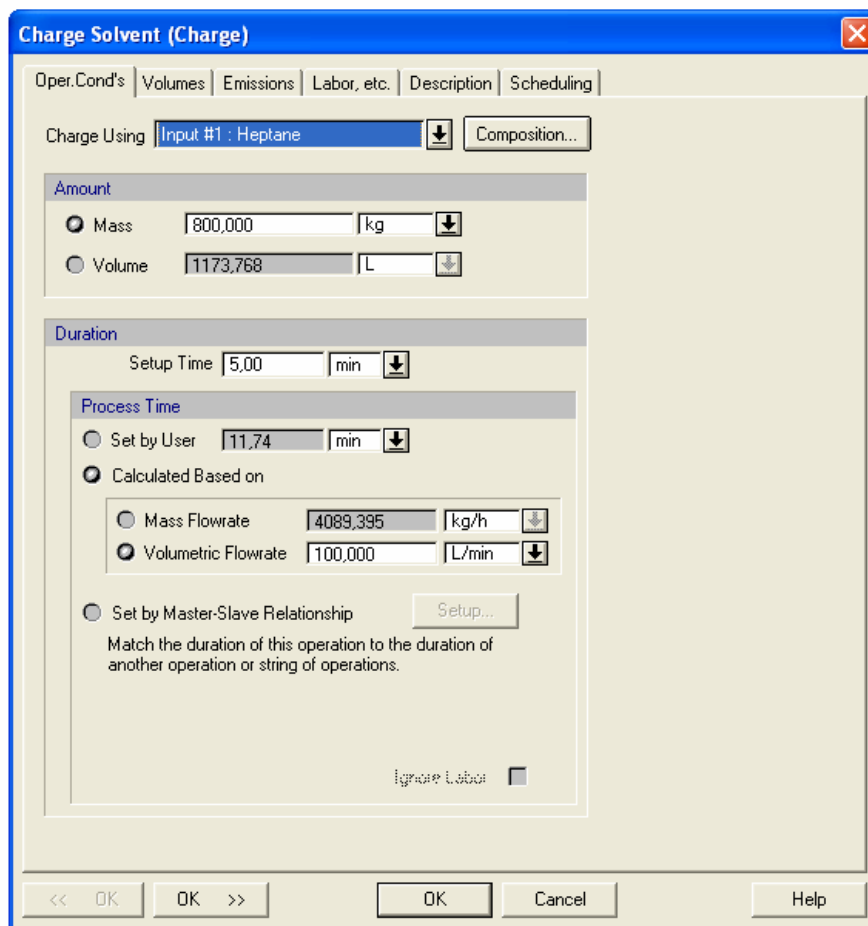 Charge Solvent (Charge)
Oper.Cond's Volumes Emissions Labor, etc. Description Scheduling
Charge Using Input #1 : Heptane Composition...
Amount
Mass 800,000 kg
Volume 1173,768 L
Duration
Setup Time 5,00 min
Process Time
Set by User 11,74 min
Calculated Based on
Mass Flowrate 4089,395 kg/h
Volumetric Flowrate 100,000 L/min
Set by Master-Slave Relationship Setup...
Match the duration of this operation to the duration of
another operation or string of operations.
Ignore Labor
<< OK OK >> OK Cancel Help